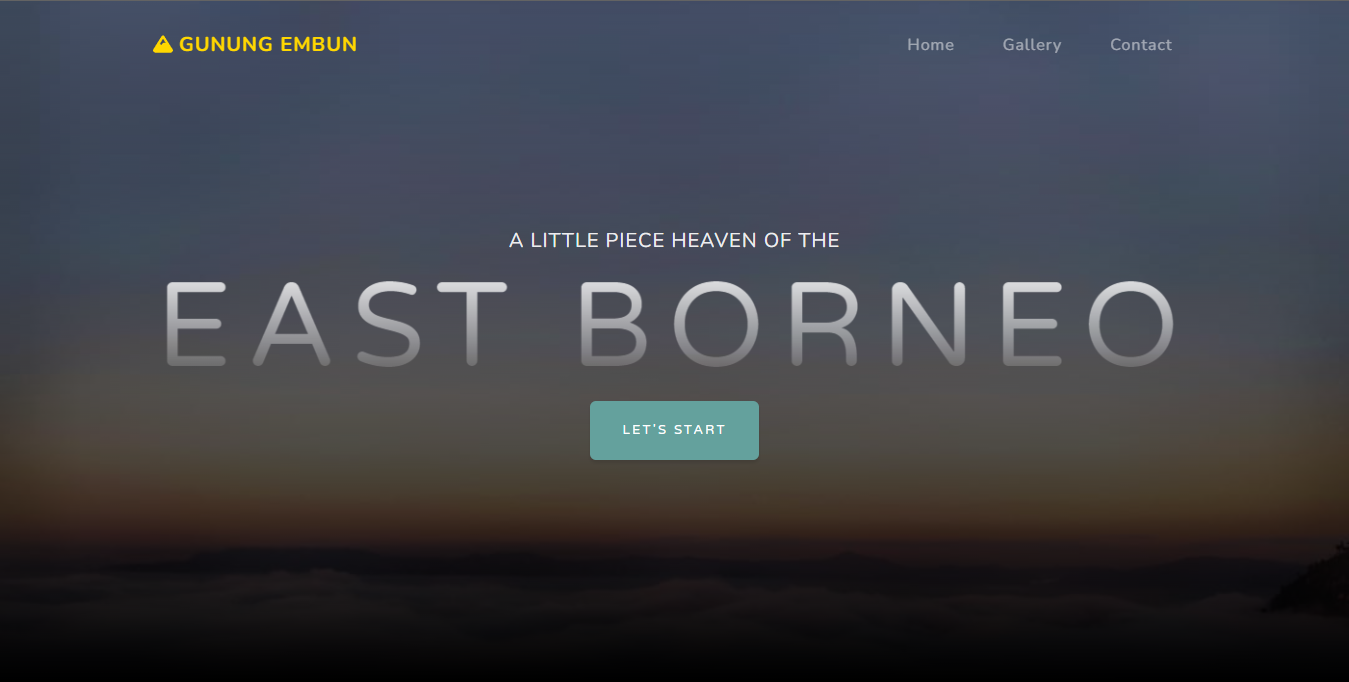 GUNUNG EMBUN
Home Gallery Contact
A LITTLE PIECE HEAVEN OF THE
EAST BORNEO
LET'S START